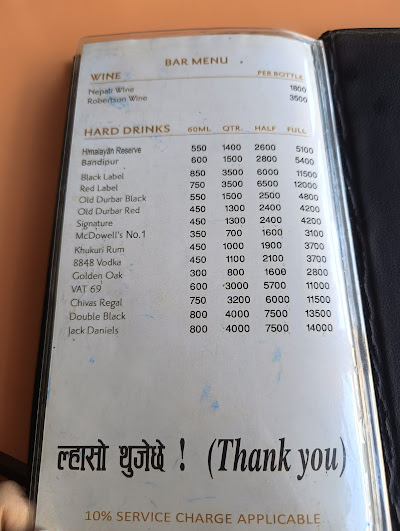 BAR MENU
WINE PER BOTTLE
Nepali Wine 1800
Robertson Wine 3500
HARD DRINKS 60ML QTR. HALF FULL
Himalayan Reserve 550 1400 2600 5100
Bandipur 600 1500 2800 5400
Black Label 850 3500 6000 11500
Red Label 750 3500 6500 12000
Old Durbar Black 550 1500 2500 4800
Old Durbar Red 450 1300 2400 4200
Signature 450 1300 2400 4200
McDowell's No.1 350 700 1600 3100
Khukuri Rum 450 1000 1900 3700
8848 Vodka 450 1100 2100 3700
Golden Oak 300 800 1600 2800
VAT 69 600 3000 5700 11000
Chivas Regal 750 3200 6000 11500
Double Black 800 4000 7500 13500
Jack Daniels 800 4000 7500 14000
ल्हासो थुजेछे ! (Thank you)
10% SERVICE CHARGE APPLICABLE